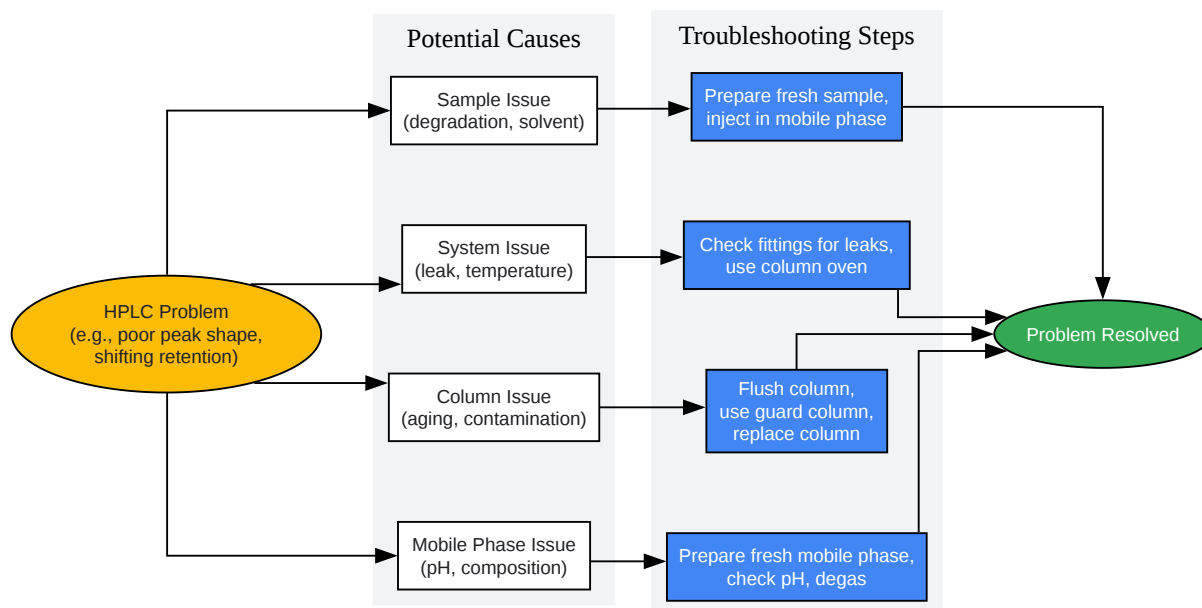 Potential Causes
Troubleshooting Steps
Sample Issue
(degradation, solvent)
Prepare fresh sample,
inject in mobile phase
System Issue
(leak, temperature)
Check fittings for leaks,
use column oven
HPLC Problem
(e.g., poor peak shape,
shifting retention)
Problem Resolved
Column Issue
(aging, contamination)
Flush column,
use guard column,
replace column
Mobile Phase Issue
(pH, composition)
Prepare fresh mobile phase,
check pH, degas